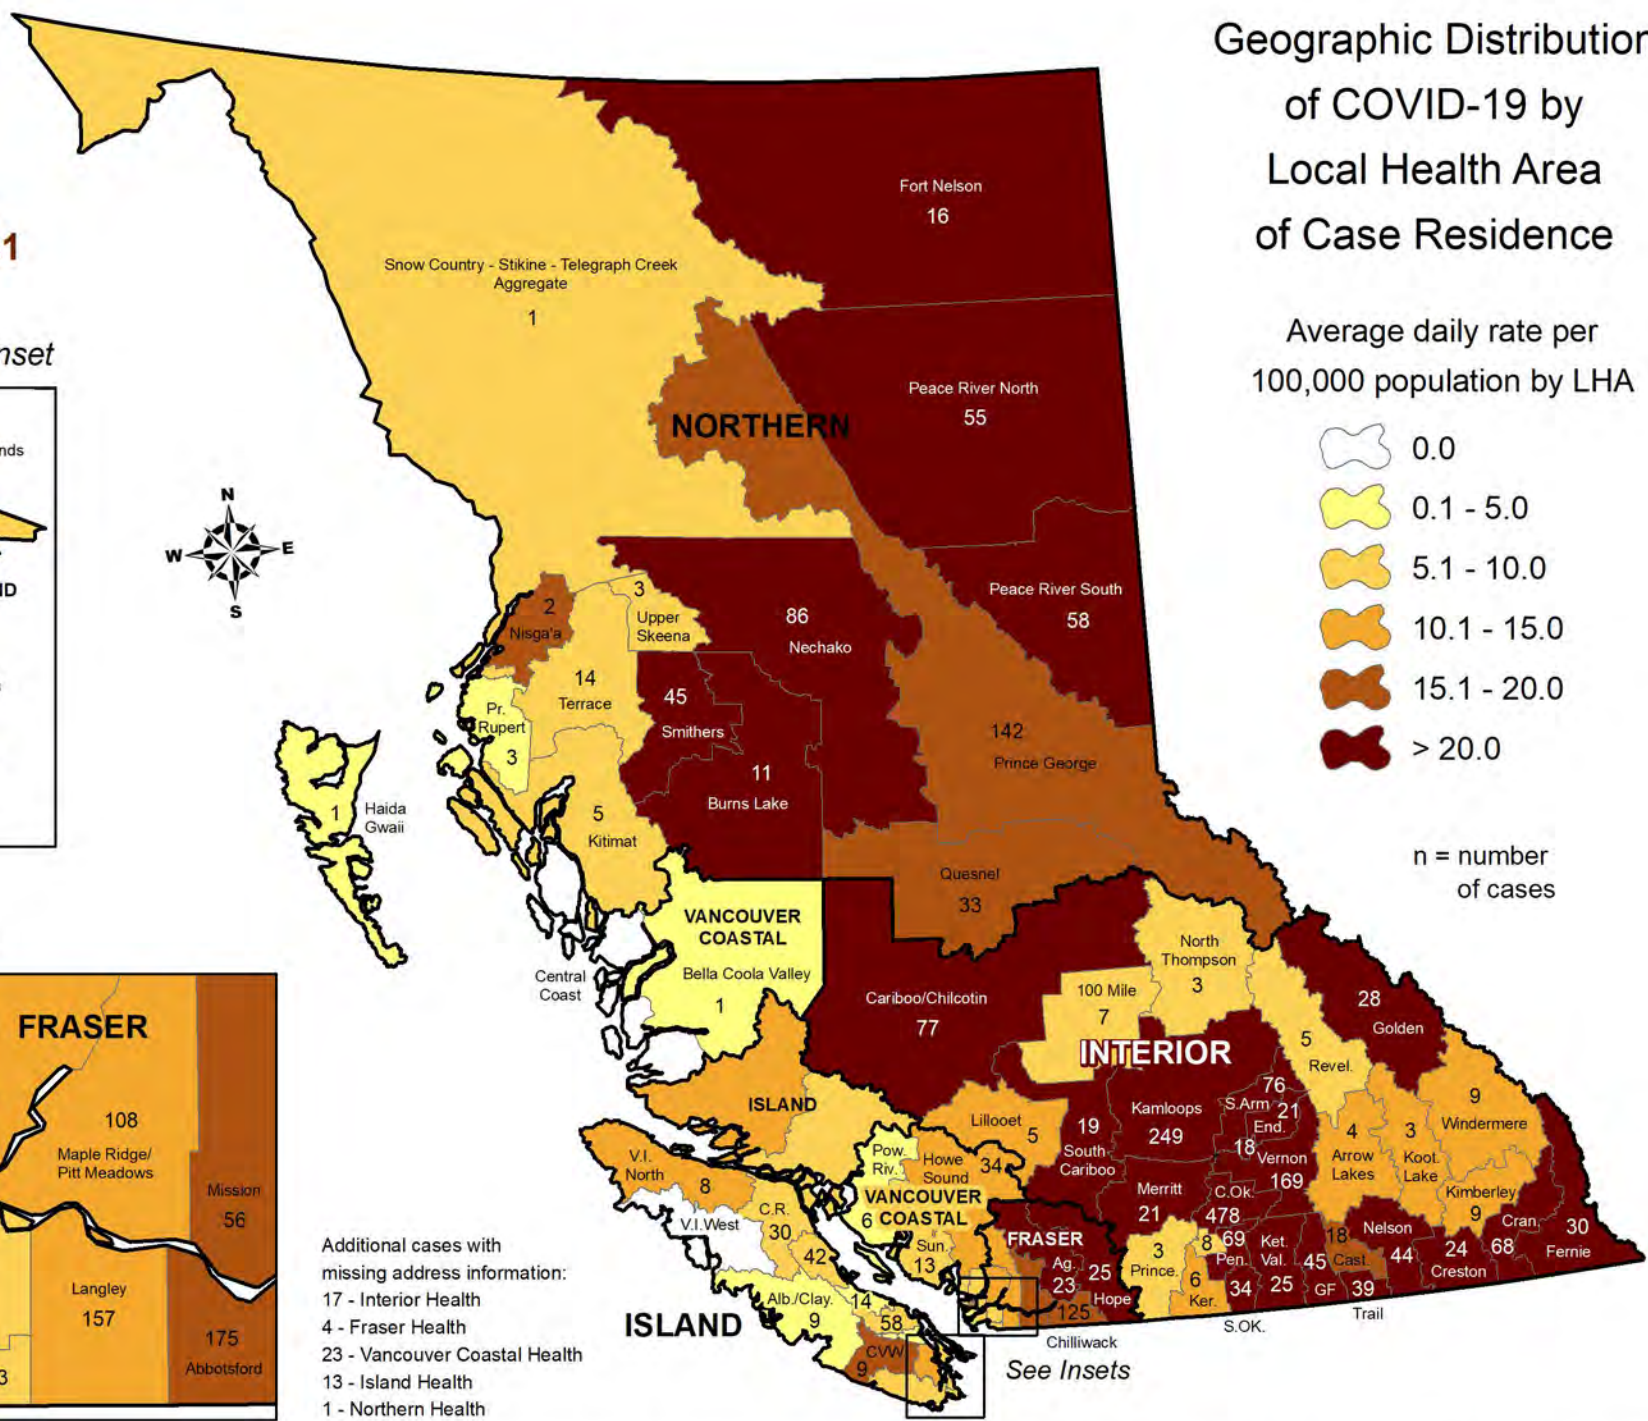 Geographic Distribution
of COVID-19 by
Local Health Area
of Case Residence
Average daily rate per
100,000 population by LHA
0.0
0.1 - 5.0
5.1 - 10.0
10.1 - 15.0
15.1 - 20.0
> 20.0
n = number
of cases
1
nset
nds
ID
N
W
E
S
Fort Nelson
16
Snow Country - Stikine - Telegraph Creek
Aggregate
1
Peace River North
55
NORTHERN
Peace River South
58
2
Nisga'a
3
Upper
Skeena
86
Nechako
14
Terrace
45
Smithers
Pr.
Rupert
3
142
Prince George
11
Burns Lake
1
Haida
Gwaii
5
Kitimat
Quesnel
33
VANCOUVER
COASTAL
Bella Coola Valley
1
Central
Coast
Cariboo/Chilcotin
77
North
Thompson
3
100 Mile
7
28
Golden
INTERIOR
5
Revel.
ISLAND
Lillooet
5
19
South
Cariboo
Kamloops
249
76
S.Arm
21
End.
18
Vernon
169
9
Windermere
4
Arrow
Lakes
3
Koot.
Lake
Kimberley
9
V.I.
North
8
Pow.
Riv.
Howe
Sound
34
VANCOUVER
COASTAL
6
Merritt
21
C.Ok.
478
V.I.West
C.R.
30
42
Sun.
13
FRASER
Ag.
23
25
Hope
125
Chilliwack
3
Prince.
8
69
Pen.
6
Ker.
34
S.OK.
Ket.
Val.
25
45
GF
18
Cast.
39
Trail
Nelson
44
24
Creston
Cran.
68
30
Fernie
Alb./Clay.
9
14
58
CVW
9
ISLAND
See Insets
FRASER
108
Maple Ridge/
Pitt Meadows
Mission
56
Langley
157
175
Abbotsford
3
Additional cases with
missing address information:
17 - Interior Health
4 - Fraser Health
23 - Vancouver Coastal Health
13 - Island Health
1 - Northern Health